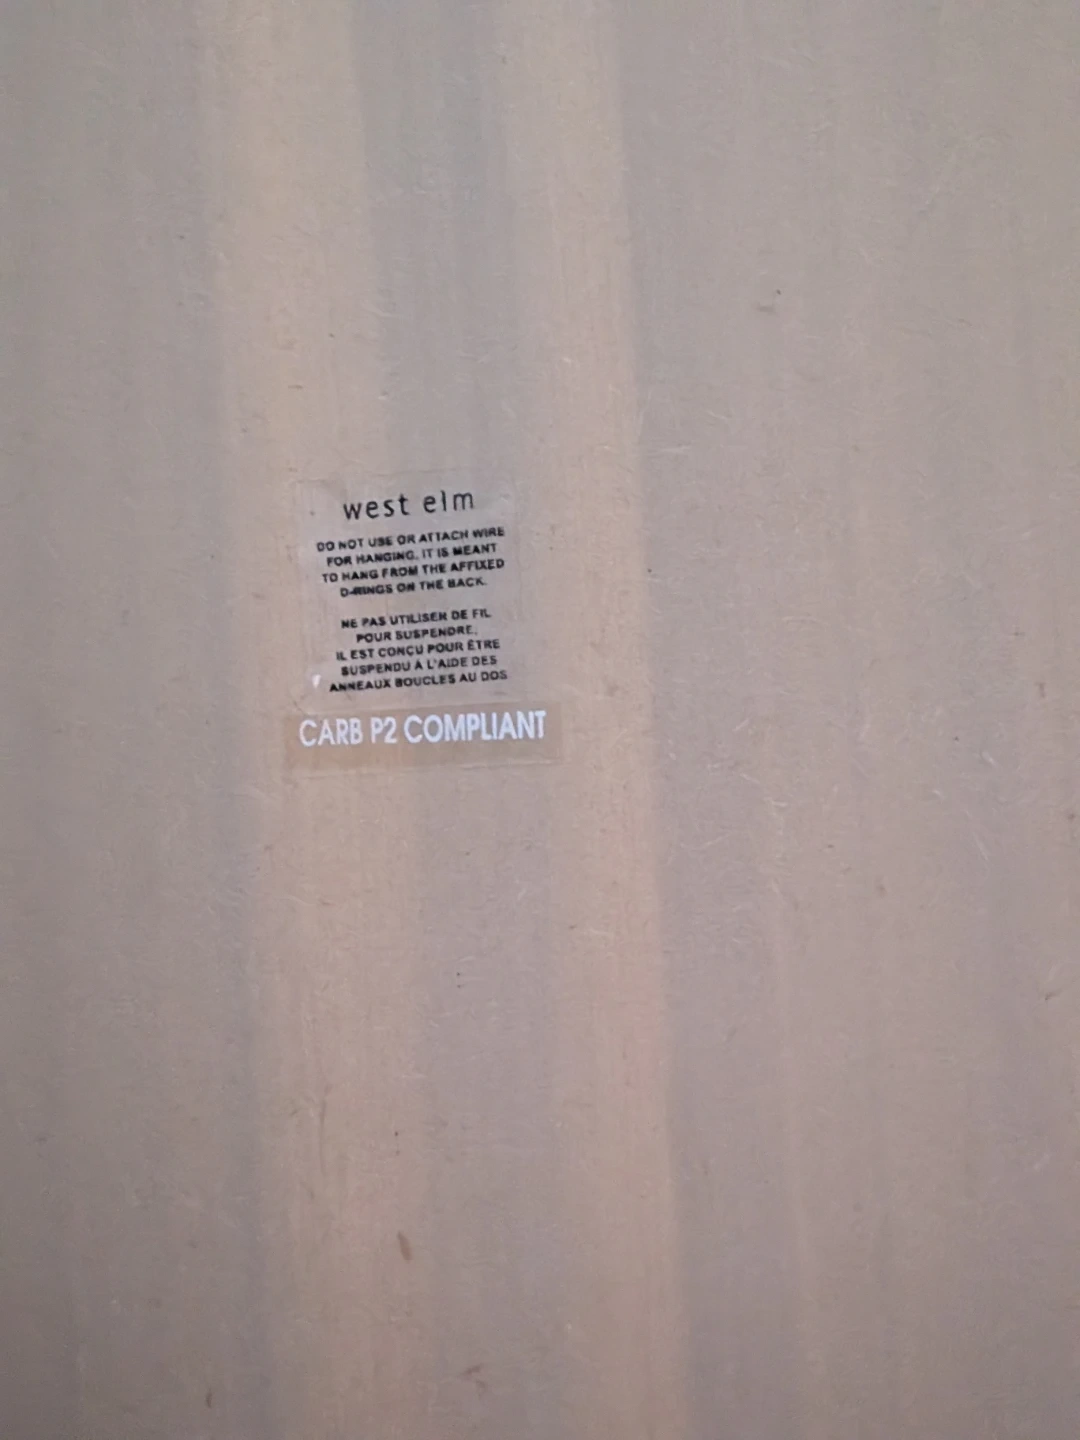 west elm
DO NOT USE OR ATTACH WIRE
FOR HANGING. IT IS MEANT
TO HANG FROM THE AFFIXED
D-RINGS ON THE BACK.
NE PAS UTILISER DE FIL
POUR SUSPENDRE,
IL EST CONÇU POUR ÊTRE
SUSPENDU À L'AIDE DES
ANNEAUX BOUCLES AU DOS
CARB P2 COMPLIANT